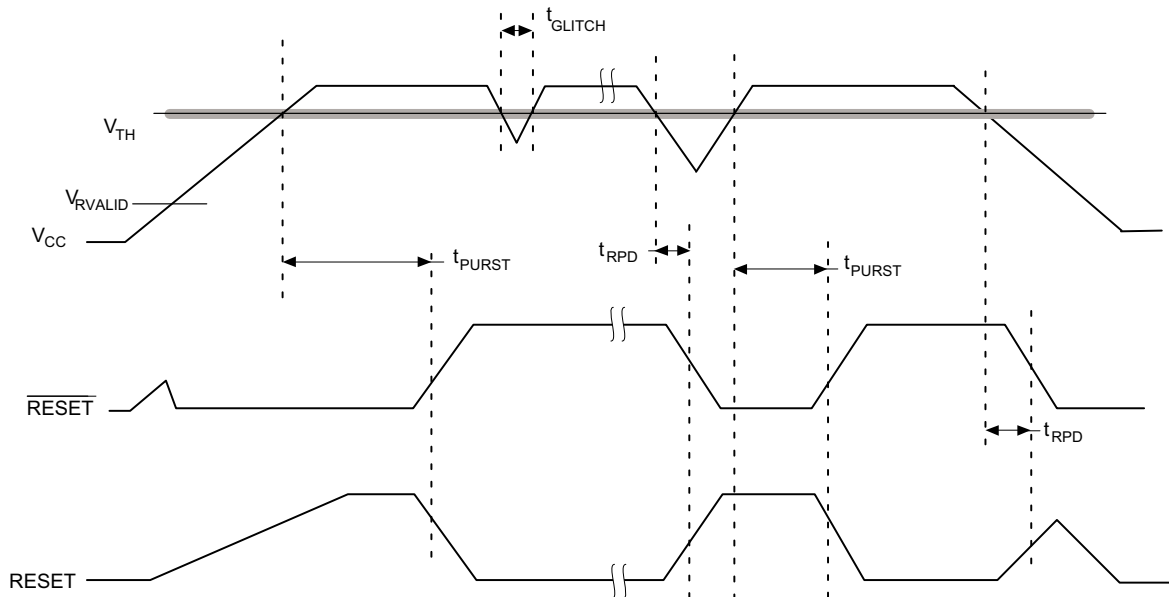 tGLITCH
VTH
VRVALID
VCC
tPURST
tRPD
tPURST
RESET
tRPD
RESET